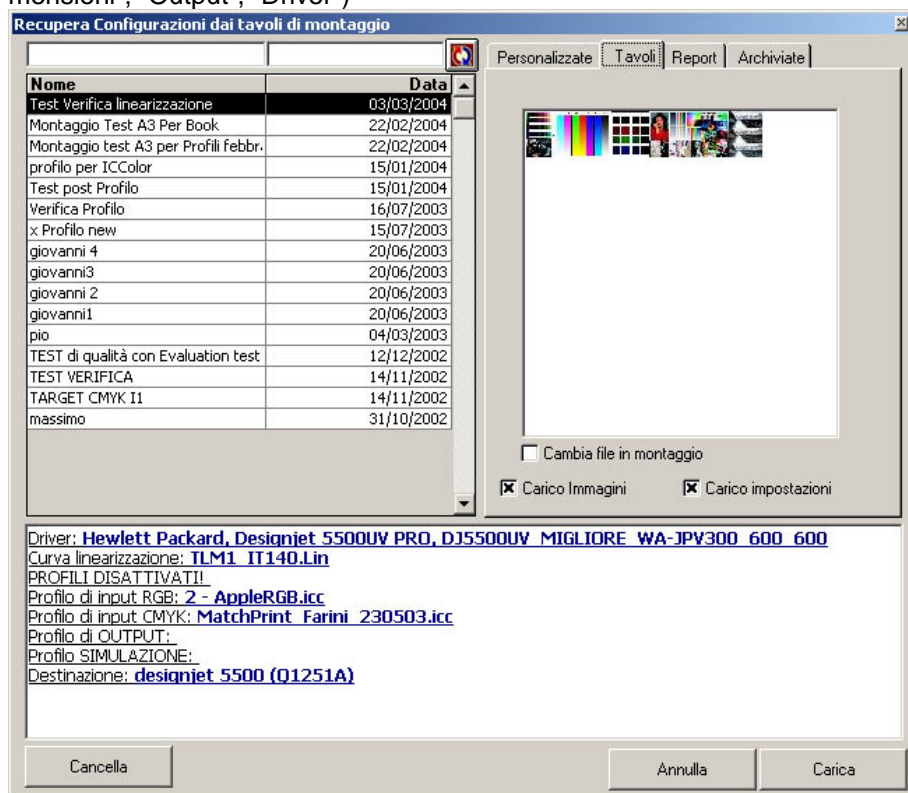 mensioni", "Output", "Driver")
Recupera Configurazioni dai tavoli di montaggio
Personalizzate Tavoli Report Archiviate
Nome Data
Test Verifica linearizzazione 03/03/2004
Montaggio Test A3 Per Book 22/02/2004
Montaggio test A3 per Profili febbr. 22/02/2004
profilo per ICColor 15/01/2004
Test post Profilo 15/01/2004
Verifica Profilo 16/07/2003
x Profilo new 15/07/2003
giovanni 4 20/06/2003
giovanni3 20/06/2003
giovanni 2 20/06/2003
giovanni1 20/06/2003
pio 04/03/2003
TEST di qualità con Evaluation test 12/12/2002
TEST VERIFICA 14/11/2002
TARGET CMYK I1 14/11/2002
massimo 31/10/2002
Cambia file in montaggio
Carico Immagini Carico impostazioni
Driver: Hewlett Packard, Designjet 5500UV PRO, DJ5500UV_MIGLIORE_WA-JPV300_600_600
Curva linearizzazione: TLM1_IT140.Lin
PROFILI DISATTIVATI!
Profilo di input RGB: 2 - AppleRGB.icc
Profilo di input CMYK: MatchPrint_Farini_230503.icc
Profilo di OUTPUT:
Profilo SIMULAZIONE:
Destinazione: designjet 5500 (Q1251A)
Cancella Annulla Carica